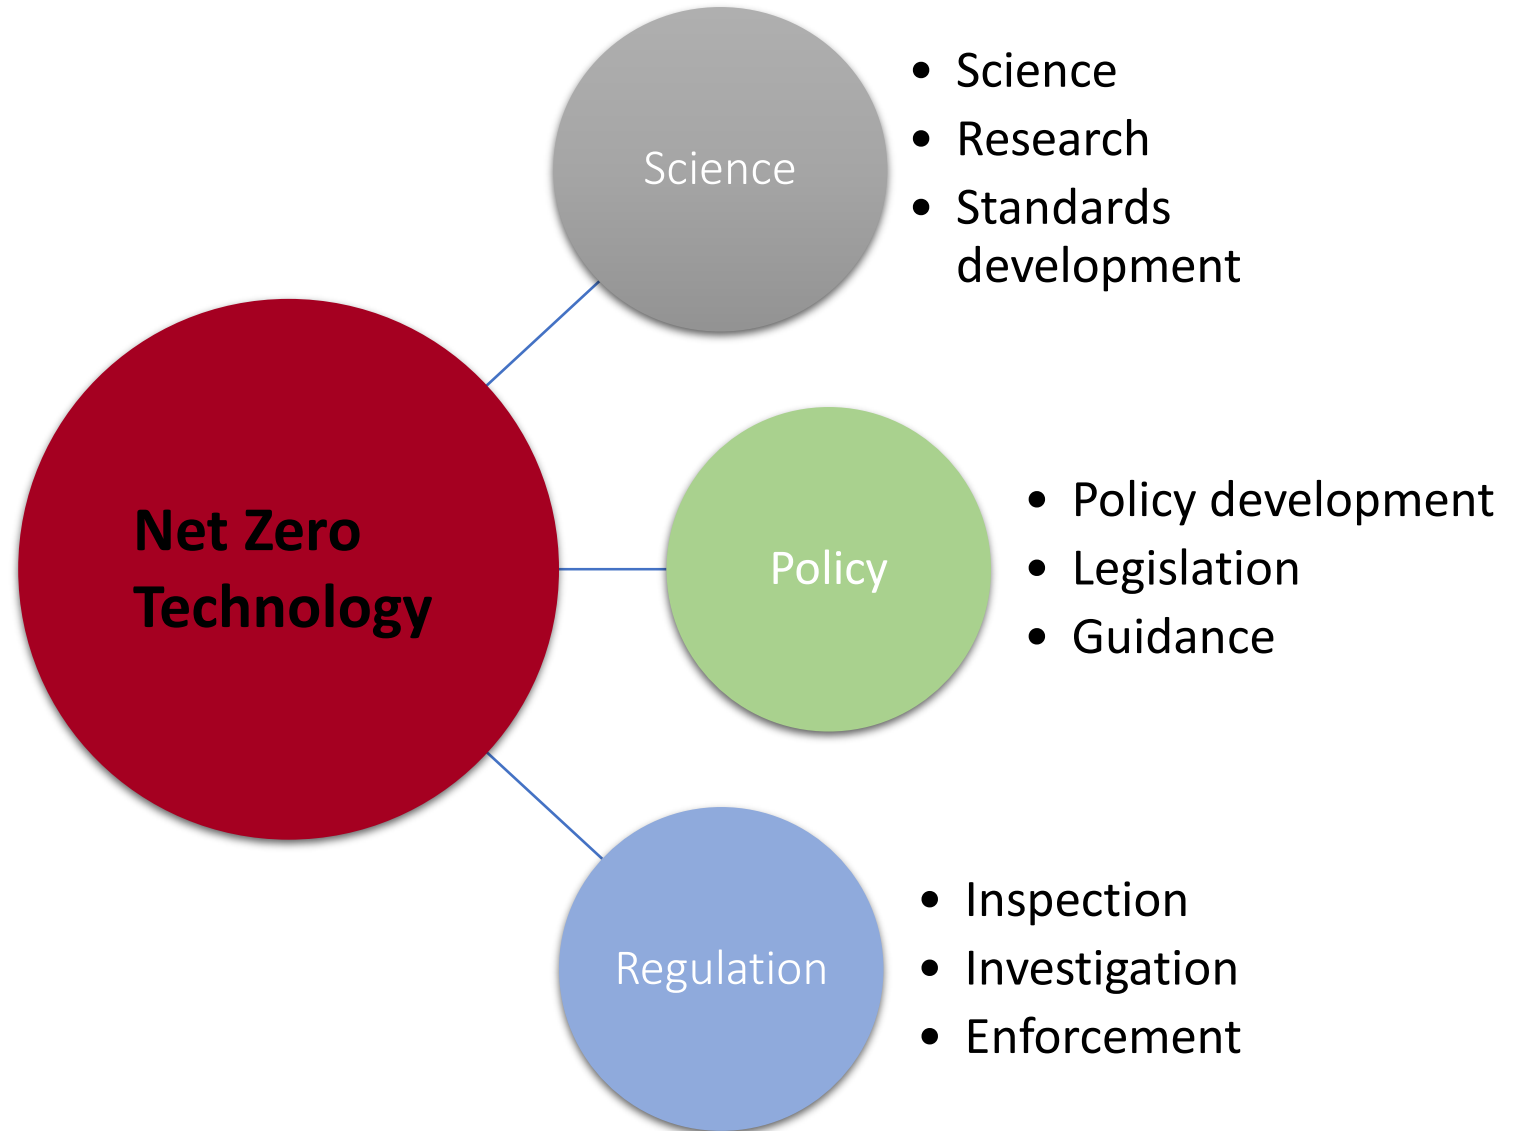 Net Zero
Technology
Science
• Science
• Research
• Standards
development
Policy
• Policy development
• Legislation
• Guidance
Regulation
• Inspection
• Investigation
• Enforcement